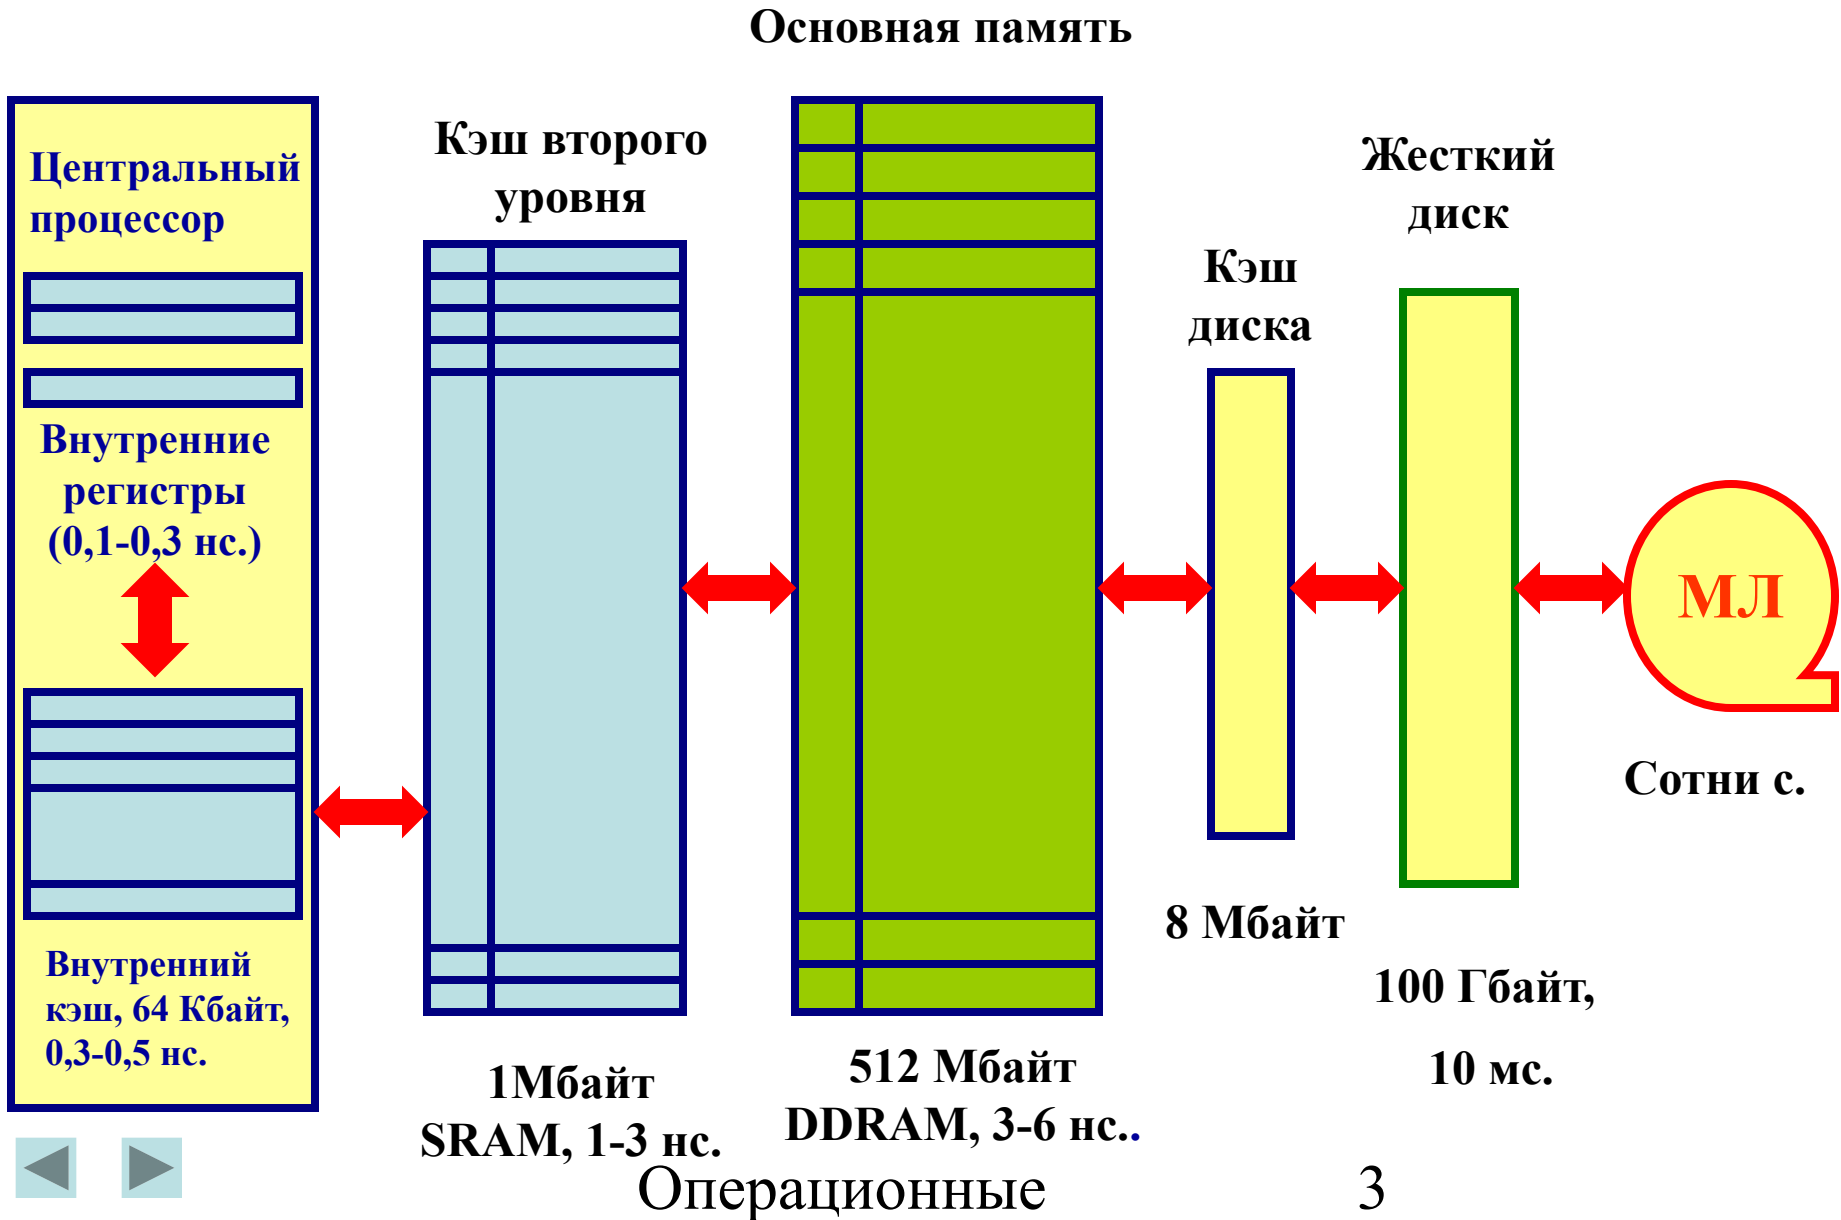 Основная память
Центральный
процессор
Внутренние
регистры
(0,1-0,3 нс.)
Внутренний
кэш, 64 Кбайт,
0,3-0,5 нс.
Кэш второго
уровня
1Мбайт
SRAM, 1-3 нс.
512 Мбайт
DDRAM, 3-6 нс..
Кэш
диска
8 Мбайт
Жесткий
диск
100 Гбайт,
10 мс.
МЛ
Сотни с.
Операционные
3